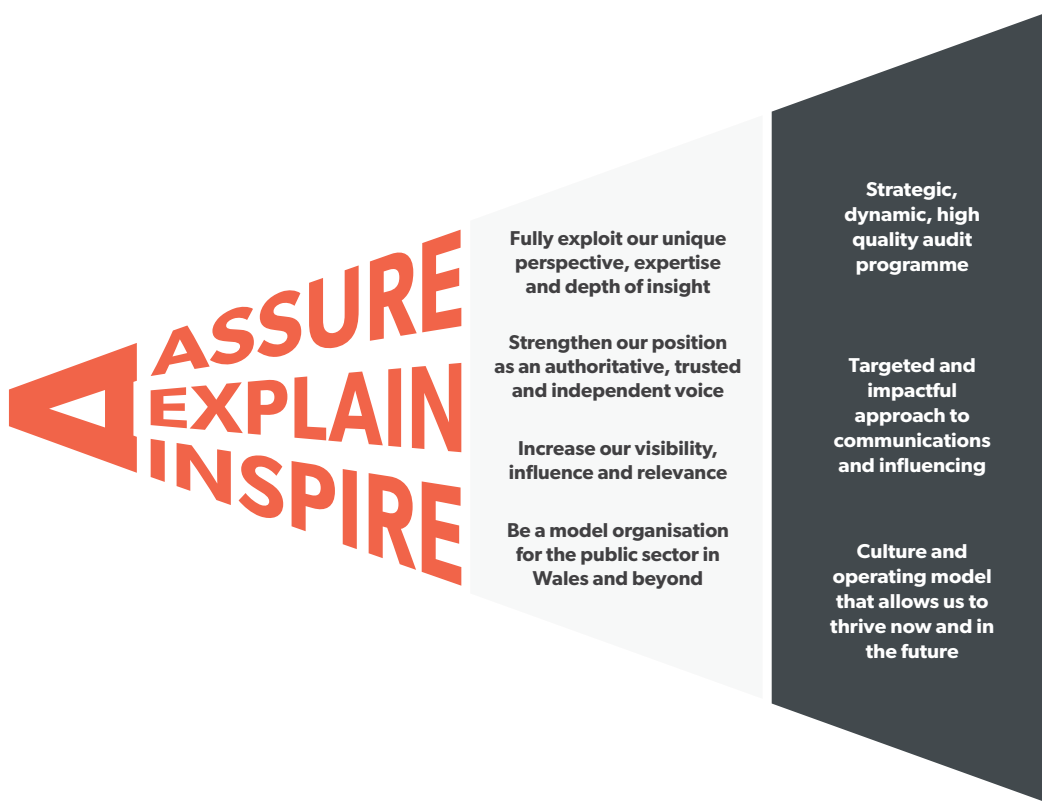 A
ASSURE
EXPLAIN
INSPIRE
Fully exploit our unique
perspective, expertise
and depth of insight
Strengthen our position
as an authoritative, trusted
and independent voice
Increase our visibility,
influence and relevance
Be a model organisation
for the public sector in
Wales and beyond
Strategic,
dynamic, high
quality audit
programme
Targeted and
impactful
approach to
communications
and influencing
Culture and
operating model
that allows us to
thrive now and in
the future